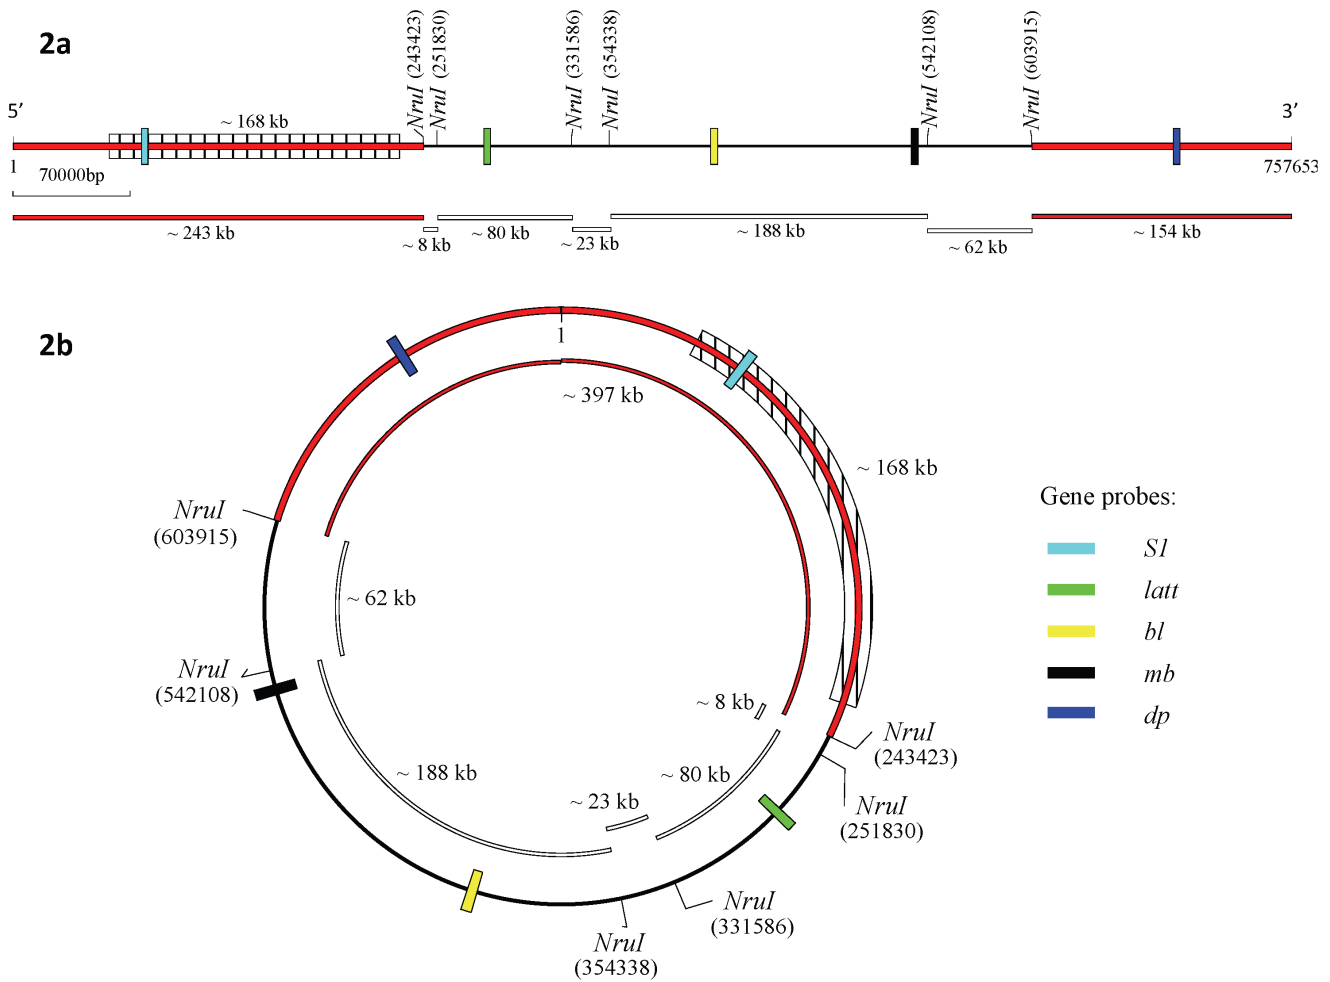 2a
NruI (243423)
NruI (251830)
NruI (331586)
NruI (354338)
NruI (542108)
NruI (603915)
5’
3’
~ 168 kb
1
757653
70000bp
~ 243 kb
~ 8 kb
~ 80 kb
~ 23 kb
~ 188 kb
~ 62 kb
~ 154 kb
2b
1
~ 397 kb
~ 168 kb
NruI
(603915)
~ 62 kb
NruI
(542108)
~ 8 kb
NruI
(243423)
~ 188 kb
~ 80 kb
~ 23 kb
NruI
(251830)
NruI
(331586)
NruI
(354338)
Gene probes:
S1
latt
bl
mb
dp